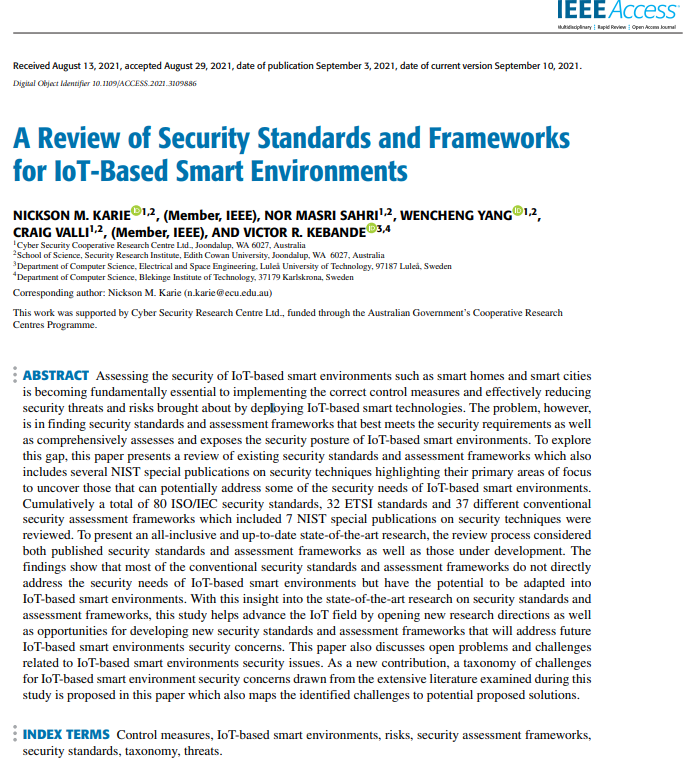 IEEE Access
Multidisciplinary | Rapid Review | Open Access Journal
Received August 13, 2021, accepted August 29, 2021, date of publication September 3, 2021, date of current version September 10, 2021.
Digital Object Identifier 10.1109/ACCESS.2021.3109886
A Review of Security Standards and Frameworks
for IoT-Based Smart Environments
NICKSON M. KARIE 1,2, (Member, IEEE), NOR MASRI SAHRI1,2, WENCHENG YANG 1,2,
CRAIG VALLI1,2, (Member, IEEE), AND VICTOR R. KEBANDE 3,4
1Cyber Security Cooperative Research Centre Ltd., Joondalup, WA 6027, Australia
2School of Science, Security Research Institute, Edith Cowan University, Joondalup, WA 6027, Australia
3Department of Computer Science, Electrical and Space Engineering, Luleå University of Technology, 97187 Luleå, Sweden
4Department of Computer Science, Blekinge Institute of Technology, 37179 Karlskrona, Sweden
Corresponding author: Nickson M. Karie (n.karie@ecu.edu.au)
This work was supported by Cyber Security Research Centre Ltd., funded through the Australian Government's Cooperative Research
Centres Programme.
ABSTRACT Assessing the security of IoT-based smart environments such as smart homes and smart cities
is becoming fundamentally essential to implementing the correct control measures and effectively reducing
security threats and risks brought about by deploying IoT-based smart technologies. The problem, however,
is in finding security standards and assessment frameworks that best meets the security requirements as well
as comprehensively assesses and exposes the security posture of IoT-based smart environments. To explore
this gap, this paper presents a review of existing security standards and assessment frameworks which also
includes several NIST special publications on security techniques highlighting their primary areas of focus
to uncover those that can potentially address some of the security needs of IoT-based smart environments.
Cumulatively a total of 80 ISO/IEC security standards, 32 ETSI standards and 37 different conventional
security assessment frameworks which included 7 NIST special publications on security techniques were
reviewed. To present an all-inclusive and up-to-date state-of-the-art research, the review process considered
both published security standards and assessment frameworks as well as those under development. The
findings show that most of the conventional security standards and assessment frameworks do not directly
address the security needs of IoT-based smart environments but have the potential to be adapted into
IoT-based smart environments. With this insight into the state-of-the-art research on security standards and
assessment frameworks, this study helps advance the IoT field by opening new research directions as well
as opportunities for developing new security standards and assessment frameworks that will address future
IoT-based smart environments security concerns. This paper also discusses open problems and challenges
related to IoT-based smart environments security issues. As a new contribution, a taxonomy of challenges
for IoT-based smart environment security concerns drawn from the extensive literature examined during this
study is proposed in this paper which also maps the identified challenges to potential proposed solutions.
INDEX TERMS Control measures, IoT-based smart environments, risks, security assessment frameworks,
security standards, taxonomy, threats.